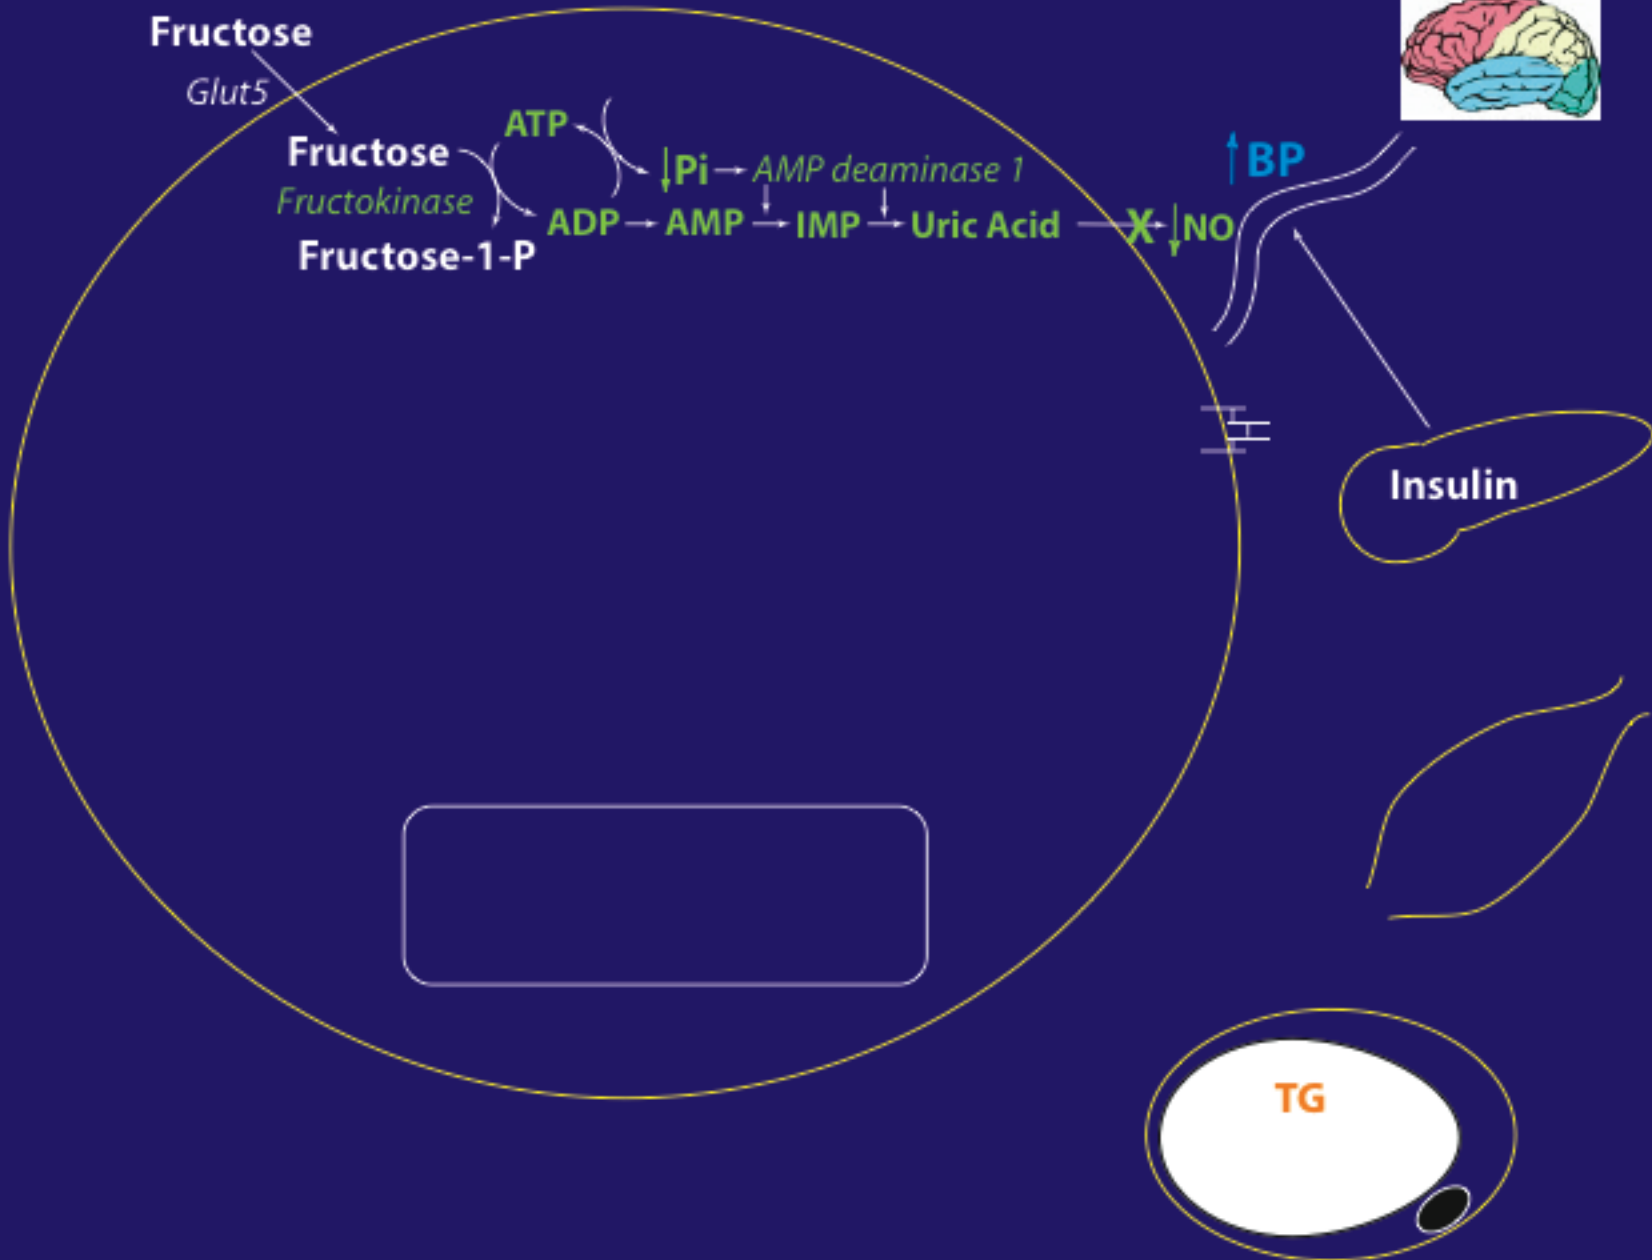 Fructose
Glut5
Fructose
ATP
↓Pi → AMP deaminase 1
Fructokinase
ADP → AMP → IMP → Uric Acid → X → ↓NO
Fructose-1-P
↑BP
Insulin
TG